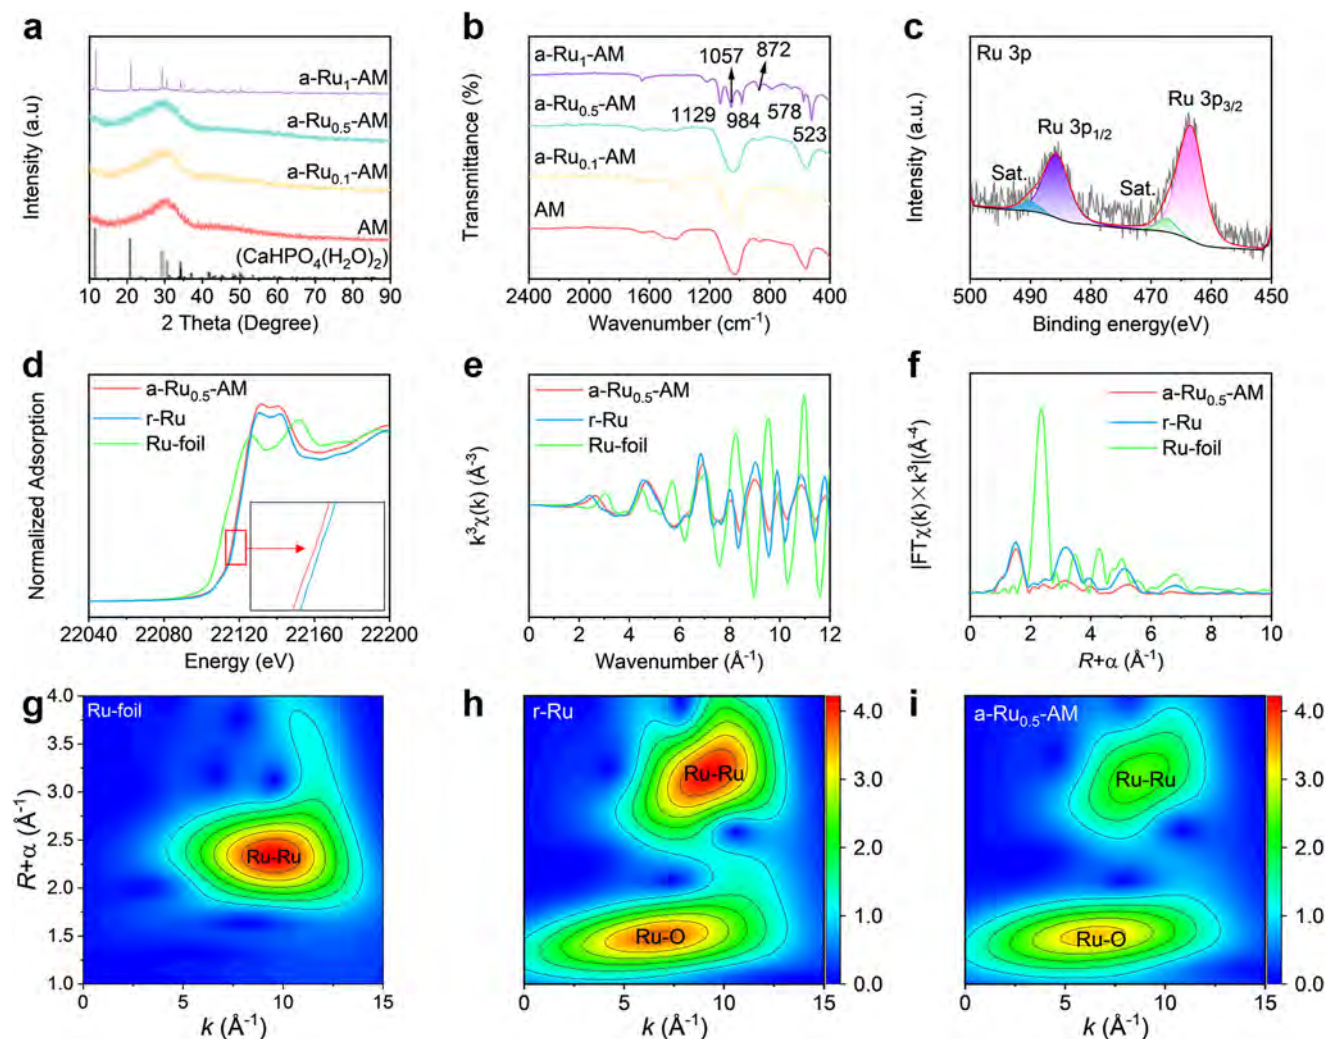 a
Intensity (a.u)
a-Ru1-AM
a-Ru0.5-AM
a-Ru0.1-AM
AM
(CaHPO4(H2O)2)
10 20 30 40 50 60 70 80 90
2 Theta (Degree)
b
Transmittance (%)
a-Ru1-AM
1057
872
a-Ru0.5-AM
1129
984
578
523
a-Ru0.1-AM
AM
2400 2000 1600 1200 800 400
Wavenumber (cm-1)
c
Intensity (a.u.)
Ru 3p
Ru 3p3/2
Ru 3p1/2
Sat.
Sat.
500 490 480 470 460 450
Binding energy(eV)
d
Normalized Adsorption
a-Ru0.5-AM
r-Ru
Ru-foil
22040 22080 22120 22160 22200
Energy (eV)
e
k3χ(k) (Å-3)
a-Ru0.5-AM
r-Ru
Ru-foil
0 2 4 6 8 10 12
Wavenumber (Å-1)
f
|FTχ(k)×k3|(Å-4)
a-Ru0.5-AM
r-Ru
Ru-foil
0 2 4 6 8 10
R+α (Å-1)
g
R+α (Å-1)
4.0
3.5
3.0
2.5
2.0
1.5
1.0
Ru-foil
Ru-Ru
0 5 10 15
k (Å-1)
h
r-Ru
Ru-Ru
Ru-O
0 5 10 15
k (Å-1)
4.0
3.0
2.0
1.0
0.0
i
a-Ru0.5-AM
Ru-Ru
Ru-O
0 5 10 15
k (Å-1)
4.0
3.0
2.0
1.0
0.0